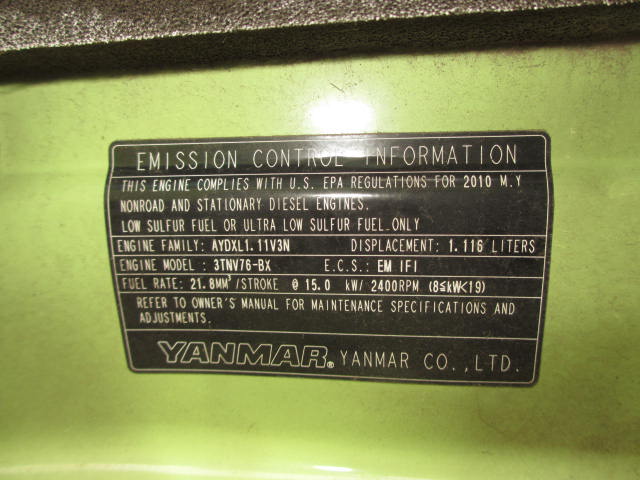 EMISSION CONTROL INFORMATION
THIS ENGINE COMPLIES WITH U.S. EPA REGULATIONS FOR 2010 M.Y
NONROAD AND STATIONARY DIESEL ENGINES.
LOW SULFUR FUEL OR ULTRA LOW SULFUR FUEL ONLY
ENGINE FAMILY: AYDXL1.11V3N DISPLACEMENT: 1.116 LITERS
ENGINE MODEL : 3TNV76-BX E.C.S.: EM IFI
FUEL RATE: 21.8MM³/STROKE @ 15.0 kW/ 2400RPM (8≦kW<19)
REFER TO OWNER'S MANUAL FOR MAINTENANCE SPECIFICATIONS AND
ADJUSTMENTS.
YANMAR® YANMAR CO.,LTD.